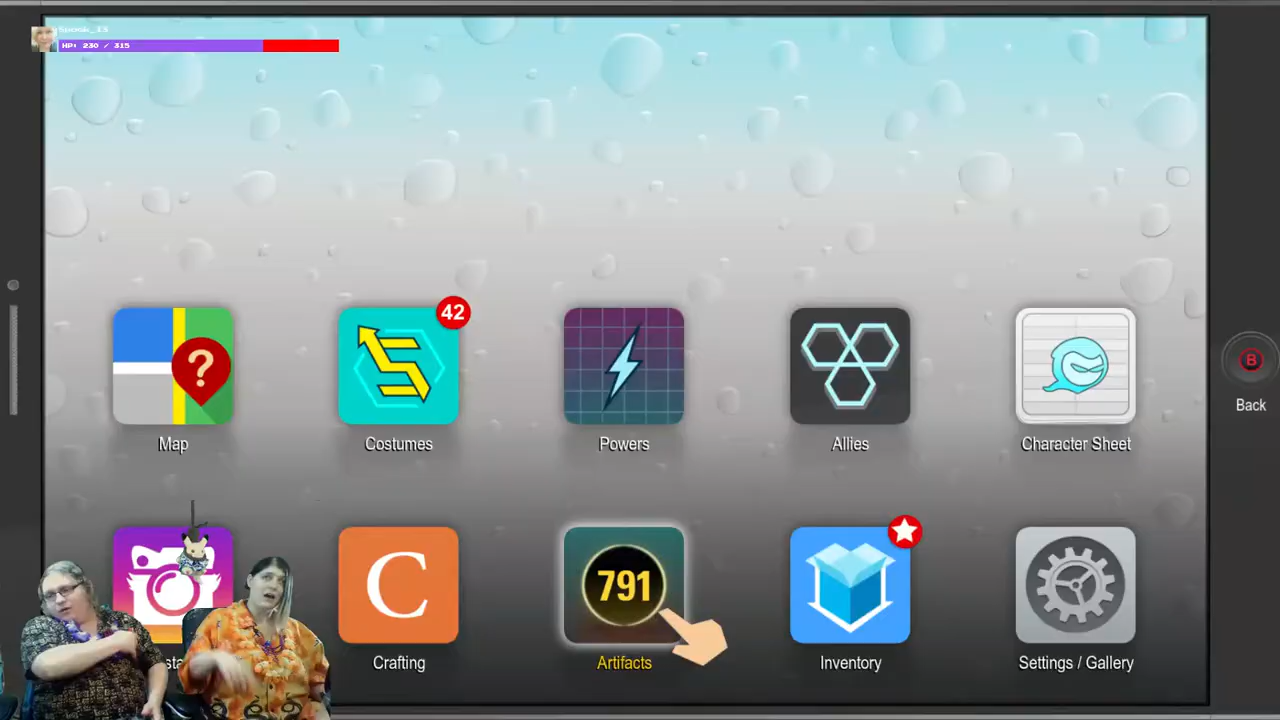 HP: 230 / 315
42
?
Map
Costumes
Powers
Allies
Character Sheet
B
Back
C
791
Crafting
Artifacts
Inventory
Settings / Gallery